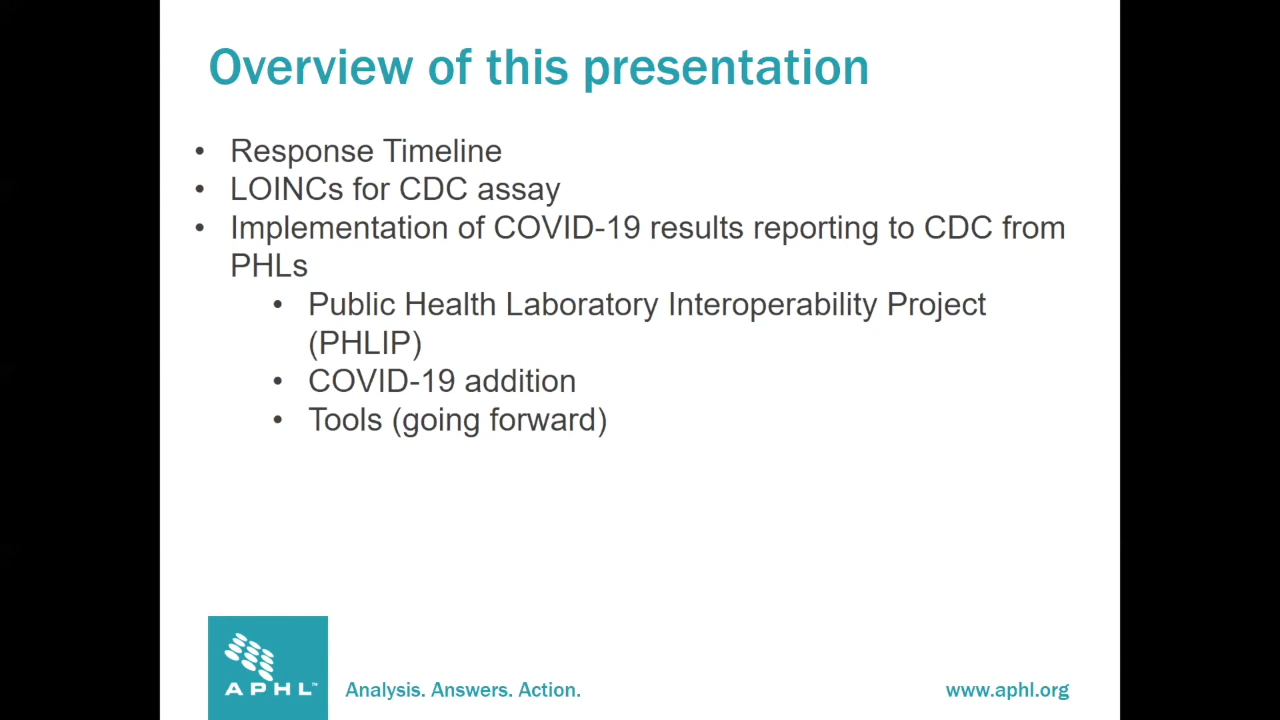 Overview of this presentation
• Response Timeline
• LOINCs for CDC assay
• Implementation of COVID-19 results reporting to CDC from
PHLs
• Public Health Laboratory Interoperability Project
(PHLIP)
• COVID-19 addition
• Tools (going forward)
APHL™
Analysis. Answers. Action.
www.aphl.org